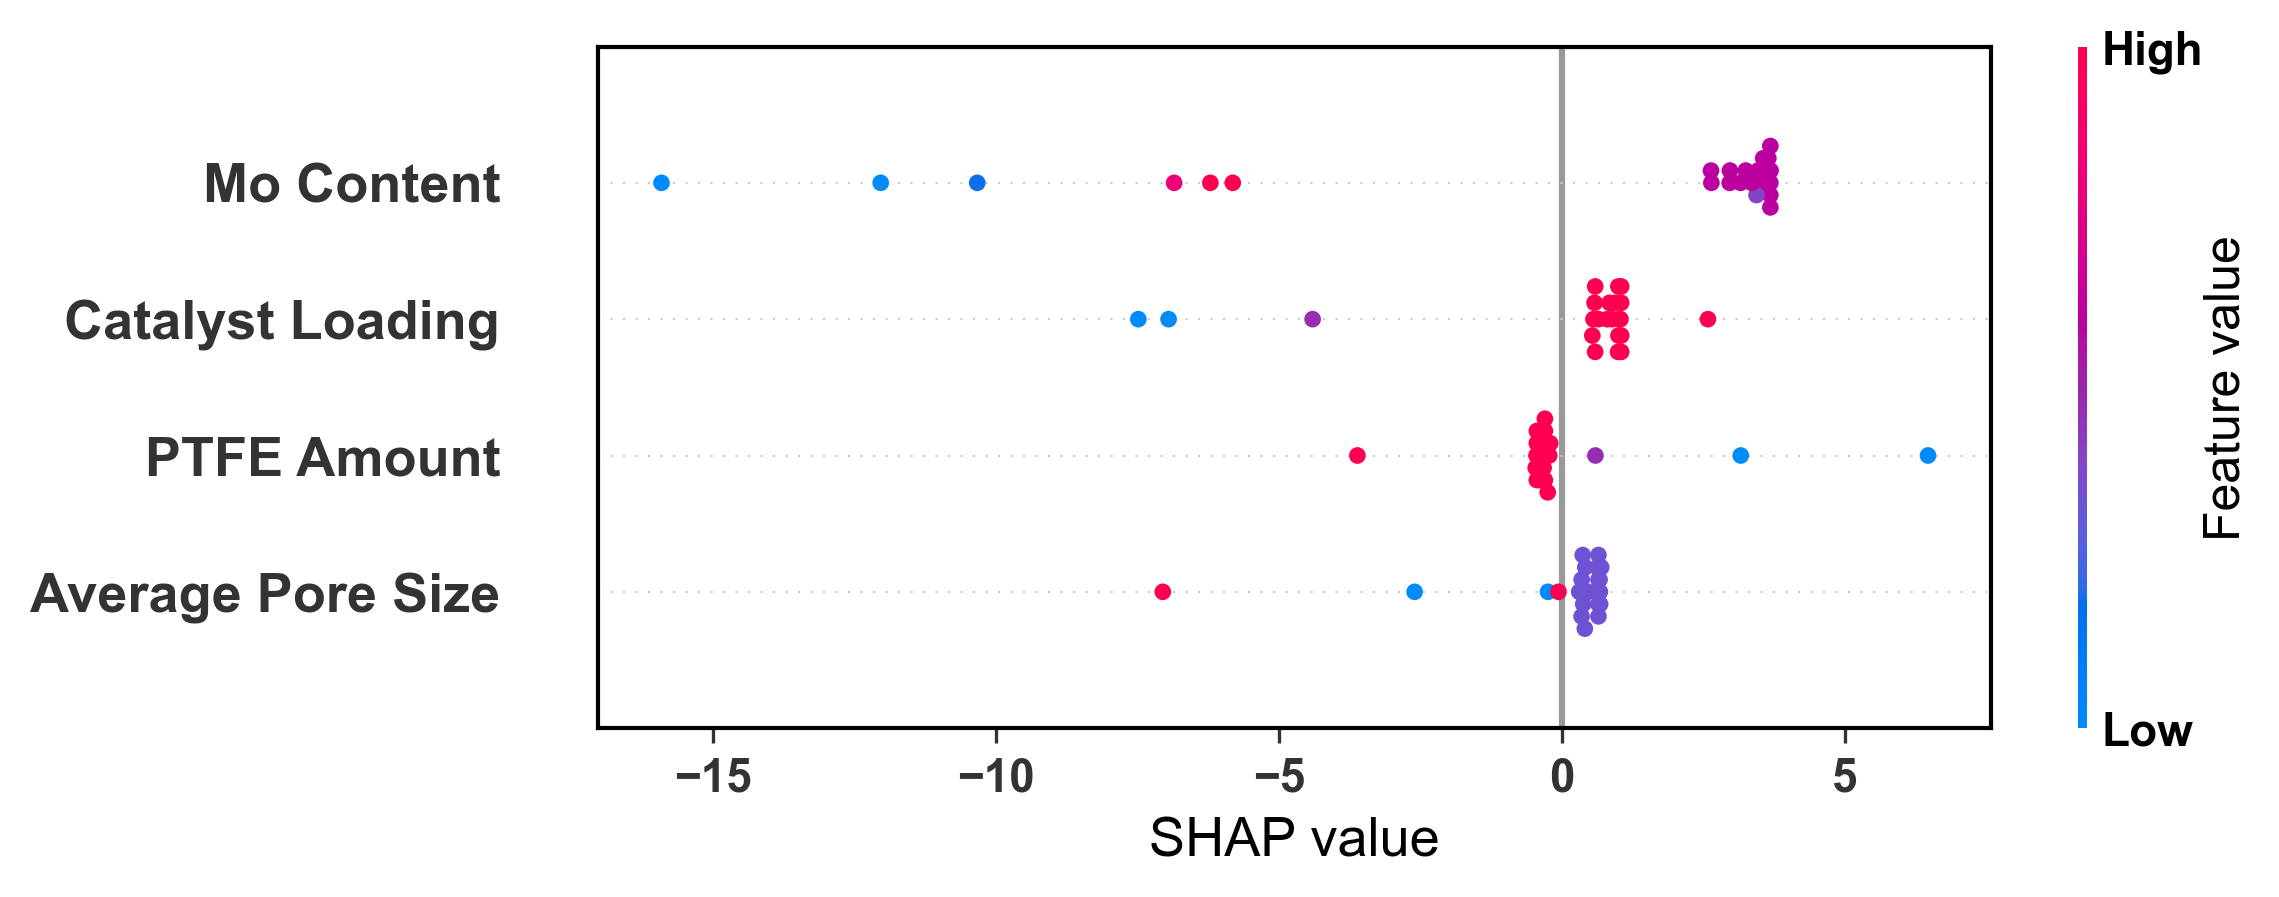 High
Mo Content
Catalyst Loading
PTFE Amount
Average Pore Size
Feature value
Low
−15
−10
−5
0
5
SHAP value